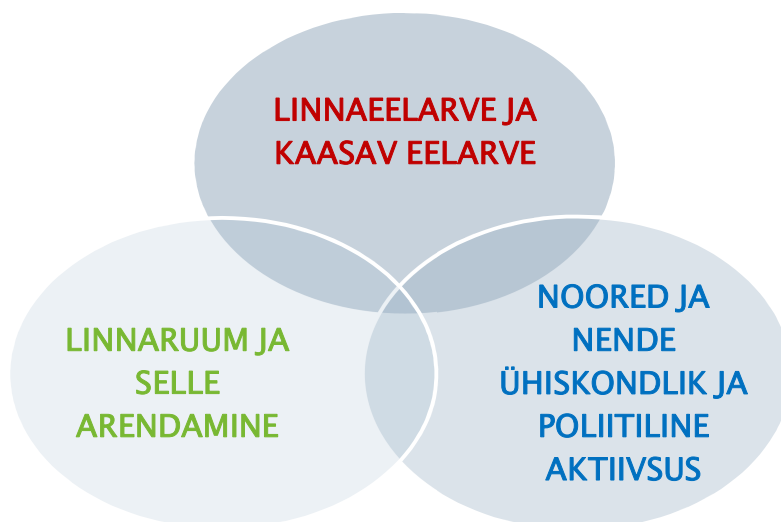 LINNAEELARVE JA
KAASAV EELARVE
LINNARUUM JA
SELLE
ARENDAMINE
NOORED JA
NENDE
ÜHISKONDLIK JA
POLIITILINE
AKTIIVSUS